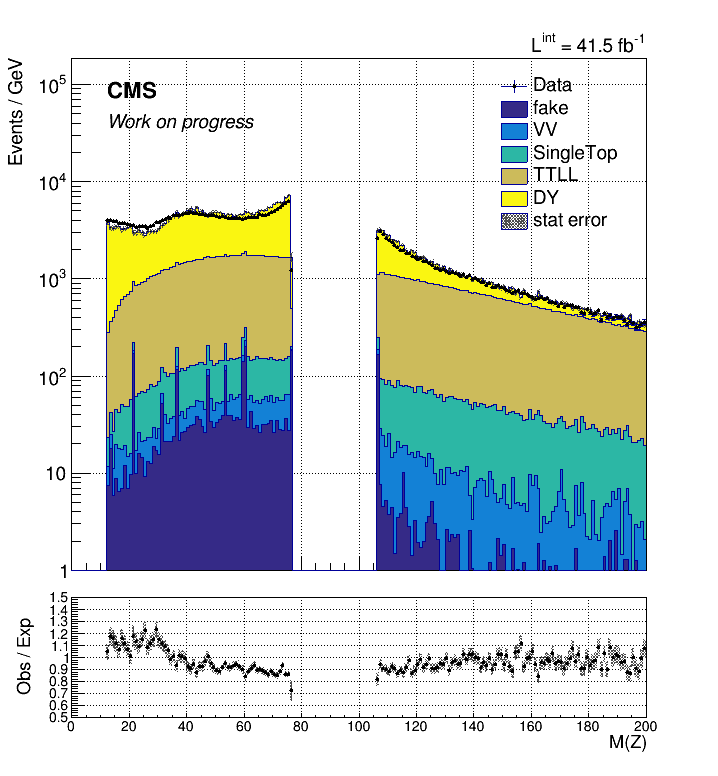 L^int = 41.5 fb^-1
Events / GeV
10^5
10^4
10^3
10^2
10
1
CMS
Work on progress
Data
fake
VV
SingleTop
TTLL
DY
stat error
Obs / Exp
1.5
1.4
1.3
1.2
1.1
1
0.9
0.8
0.7
0.6
0.5
0 20 40 60 80 100 120 140 160 180 200
M(Z)